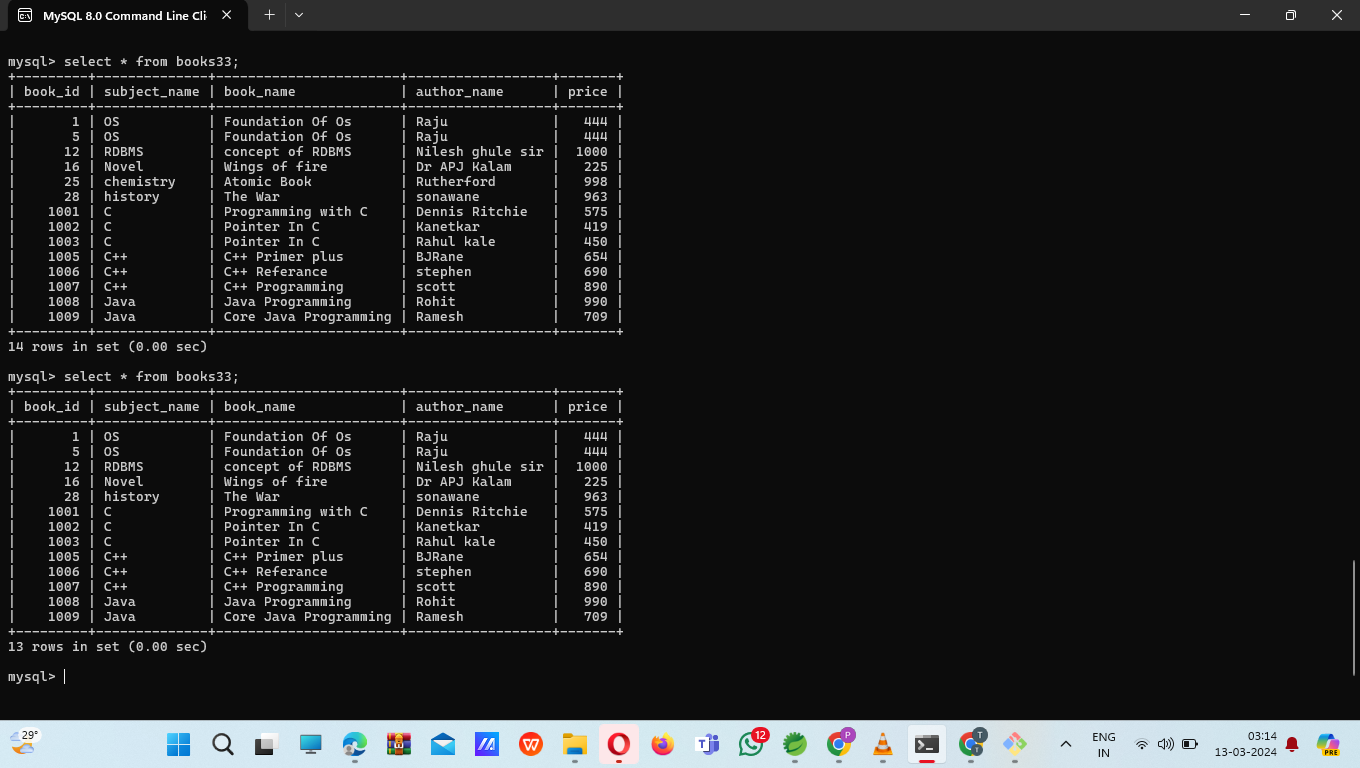 MySQL 8.0 Command Line Cli
mysql> select * from books33;
+---------+--------------+-----------------------+------------------+-------+
| book_id | subject_name | book_name             | author_name      | price |
+---------+--------------+-----------------------+------------------+-------+
|       1 | OS           | Foundation Of Os      | Raju             |   444 |
|       5 | OS           | Foundation Of Os      | Raju             |   444 |
|      12 | RDBMS        | concept of RDBMS      | Nilesh ghule sir |  1000 |
|      16 | Novel        | Wings of fire         | Dr APJ Kalam     |   225 |
|      25 | chemistry    | Atomic Book           | Rutherford       |   998 |
|      28 | history      | The War               | sonawane         |   963 |
|    1001 | C            | Programming with C    | Dennis Ritchie   |   575 |
|    1002 | C            | Pointer In C          | Kanetkar         |   419 |
|    1003 | C            | Pointer In C          | Rahul kale       |   450 |
|    1005 | C++          | C++ Primer plus       | BJRane           |   654 |
|    1006 | C++          | C++ Referance         | stephen          |   690 |
|    1007 | C++          | C++ Programming       | scott            |   890 |
|    1008 | Java         | Java Programming      | Rohit            |   990 |
|    1009 | Java         | Core Java Programming | Ramesh           |   709 |
+---------+--------------+-----------------------+------------------+-------+
14 rows in set (0.00 sec)
mysql> select * from books33;
+---------+--------------+-----------------------+------------------+-------+
| book_id | subject_name | book_name             | author_name      | price |
+---------+--------------+-----------------------+------------------+-------+
|       1 | OS           | Foundation Of Os      | Raju             |   444 |
|       5 | OS           | Foundation Of Os      | Raju             |   444 |
|      12 | RDBMS        | concept of RDBMS      | Nilesh ghule sir |  1000 |
|      16 | Novel        | Wings of fire         | Dr APJ Kalam     |   225 |
|      28 | history      | The War               | sonawane         |   963 |
|    1001 | C            | Programming with C    | Dennis Ritchie   |   575 |
|    1002 | C            | Pointer In C          | Kanetkar         |   419 |
|    1003 | C            | Pointer In C          | Rahul kale       |   450 |
|    1005 | C++          | C++ Primer plus       | BJRane           |   654 |
|    1006 | C++          | C++ Referance         | stephen          |   690 |
|    1007 | C++          | C++ Programming       | scott            |   890 |
|    1008 | Java         | Java Programming      | Rohit            |   990 |
|    1009 | Java         | Core Java Programming | Ramesh           |   709 |
+---------+--------------+-----------------------+------------------+-------+
13 rows in set (0.00 sec)
mysql>
29°
12
P
T
T
ENG
IN
03:14
13-03-2024
PRE